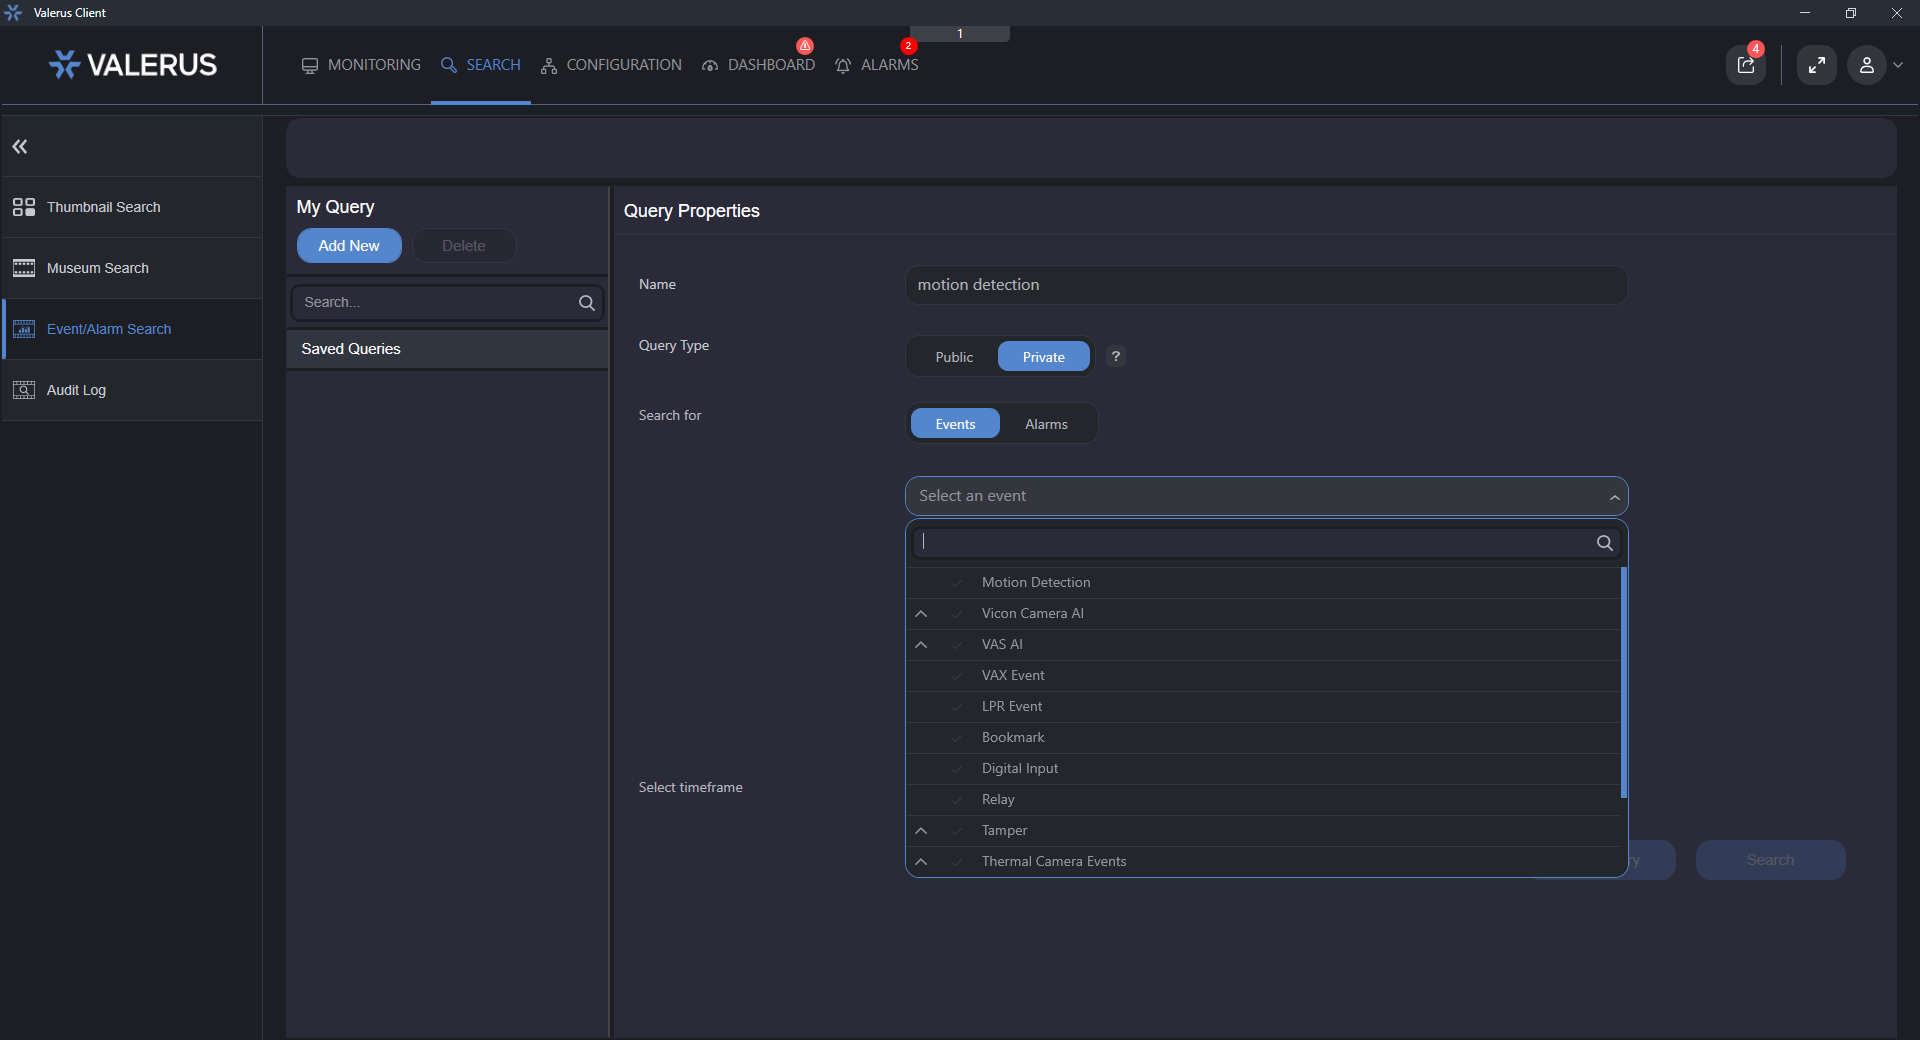 Valerus Client
1
VALERUS
MONITORING
SEARCH
CONFIGURATION
DASHBOARD
2
ALARMS
4
Thumbnail Search
Museum Search
Event/Alarm Search
Audit Log
My Query
Add New
Delete
Search...
Saved Queries
Query Properties
Name
motion detection
Query Type
Public
Private
?
Search for
Events
Alarms
Select an event
Motion Detection
Vicon Camera AI
VAS AI
VAX Event
LPR Event
Bookmark
Digital Input
Select timeframe
Relay
Tamper
Thermal Camera Events
Search